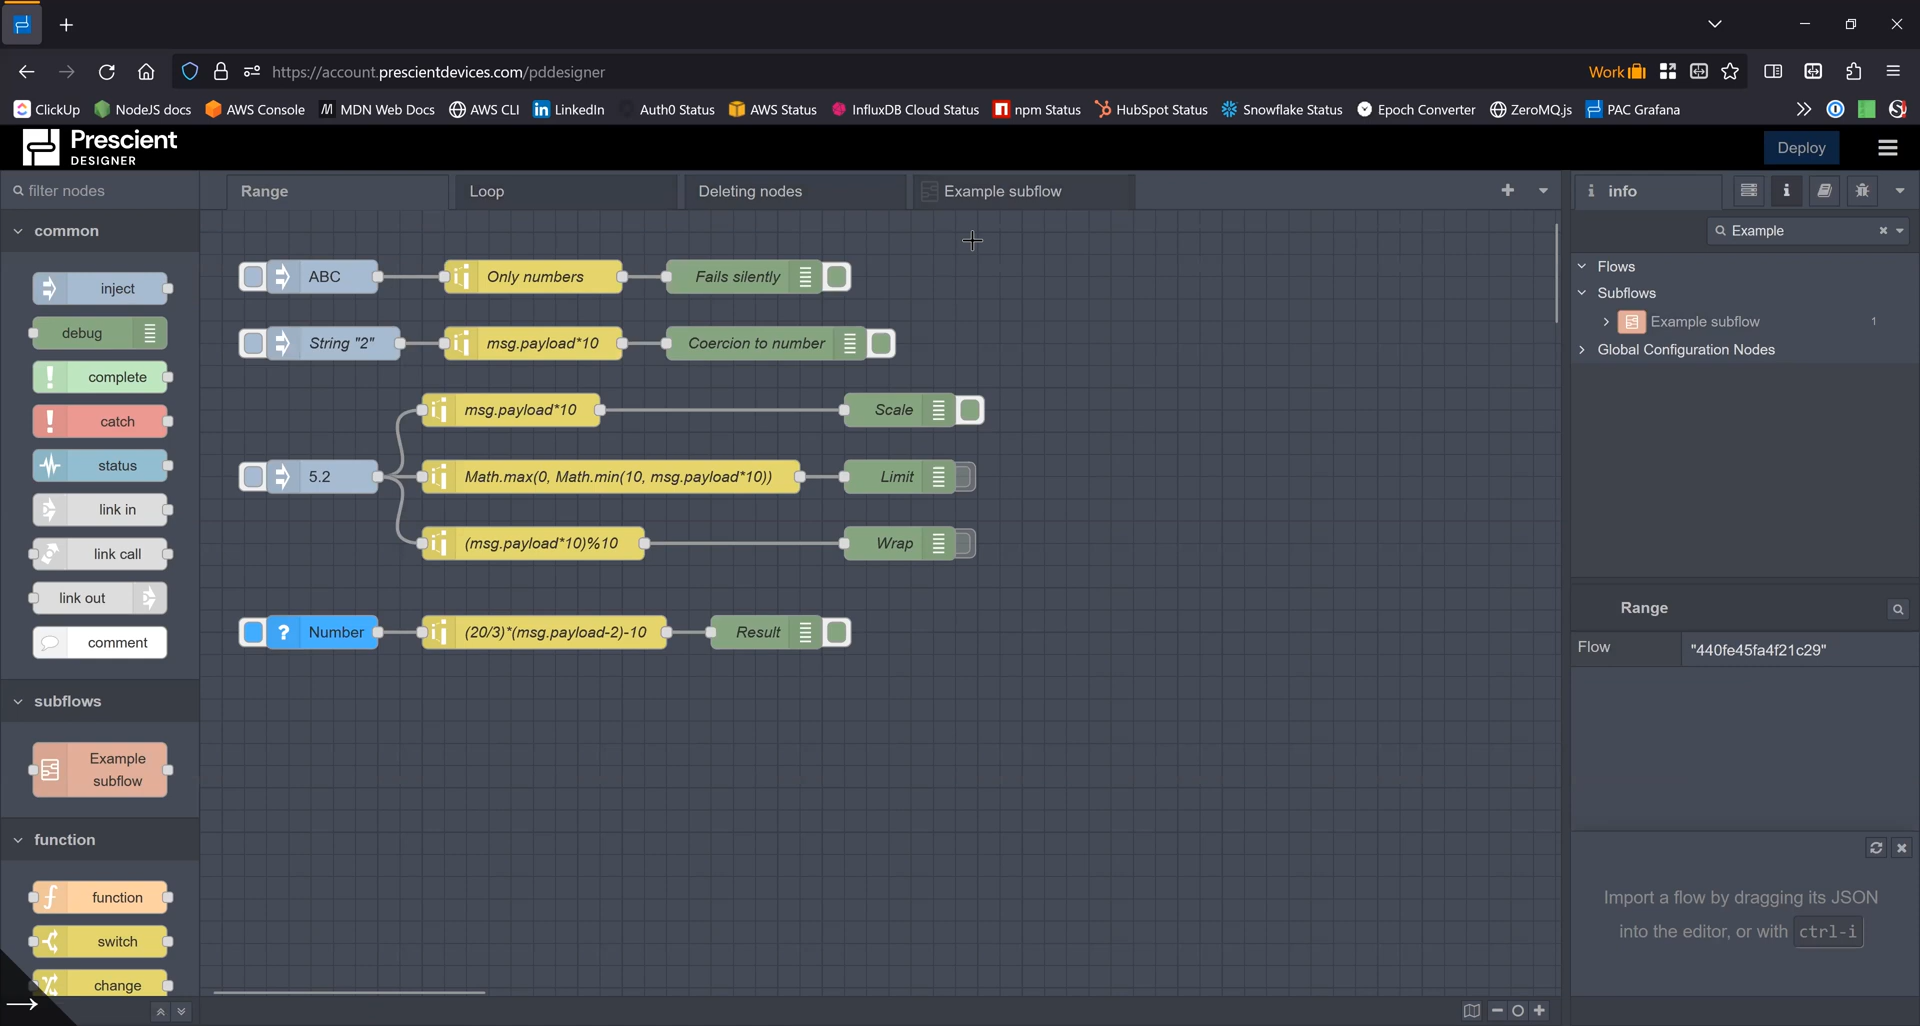 https://account.prescientdevices.com/pddesigner
Work
ClickUp
NodeJS docs
AWS Console
MDN Web Docs
AWS CLI
LinkedIn
Auth0 Status
AWS Status
InfluxDB Cloud Status
npm Status
HubSpot Status
Snowflake Status
Epoch Converter
ZeroMQ.js
PAC Grafana
Prescient
DESIGNER
Deploy
filter nodes
Range
Loop
Deleting nodes
Example subflow
info
common
inject
debug
complete
catch
status
link in
link call
link out
comment
subflows
Example
subflow
function
function
switch
change
ABC
Only numbers
Fails silently
String "2"
msg.payload*10
Coercion to number
msg.payload*10
Scale
5.2
Math.max(0, Math.min(10, msg.payload*10))
Limit
(msg.payload*10)%10
Wrap
Number
(20/3)*(msg.payload-2)-10
Result
Example
Flows
Subflows
Example subflow
1
Global Configuration Nodes
Range
Flow
"440fe45fa4f21c29"
Import a flow by dragging its JSON
into the editor, or with ctrl-i